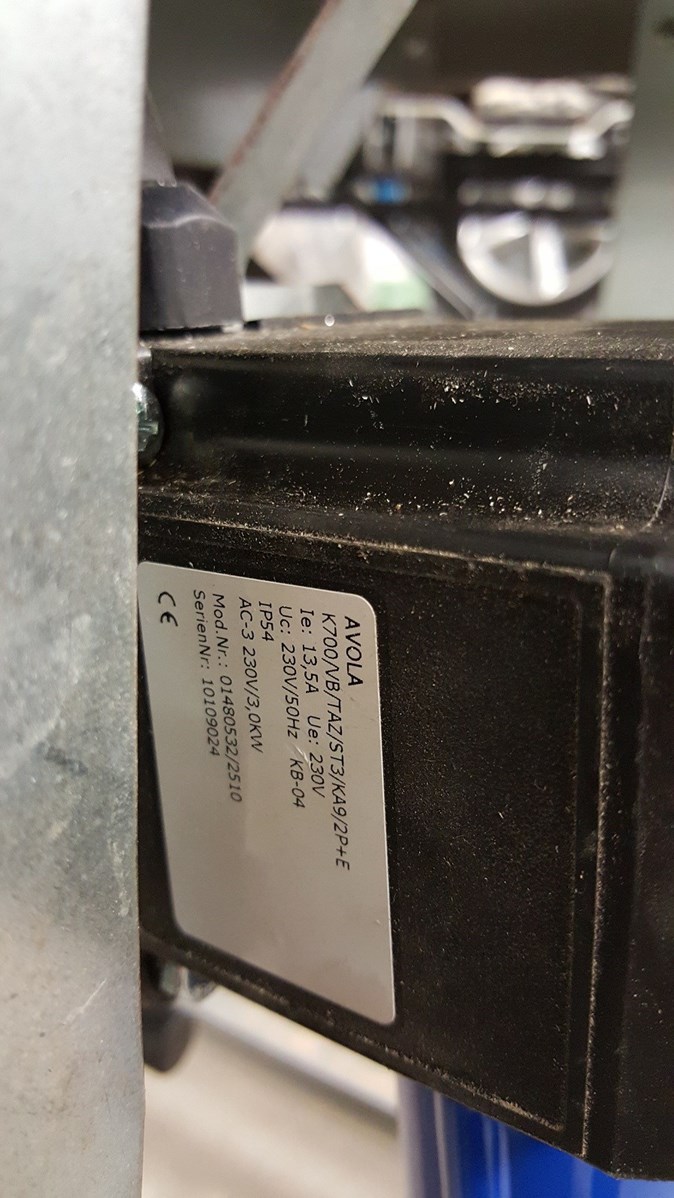 AVOLA
K700/VB/TAZ/ST3/KA9/2P+E
Ie: 13,5A Ue: 230V
Uc: 230V/50Hz KB-04
IP54
AC-3 230V/3,0KW
Mod.Nr.: 01480532/2510
SerienNr: 10109024
CE